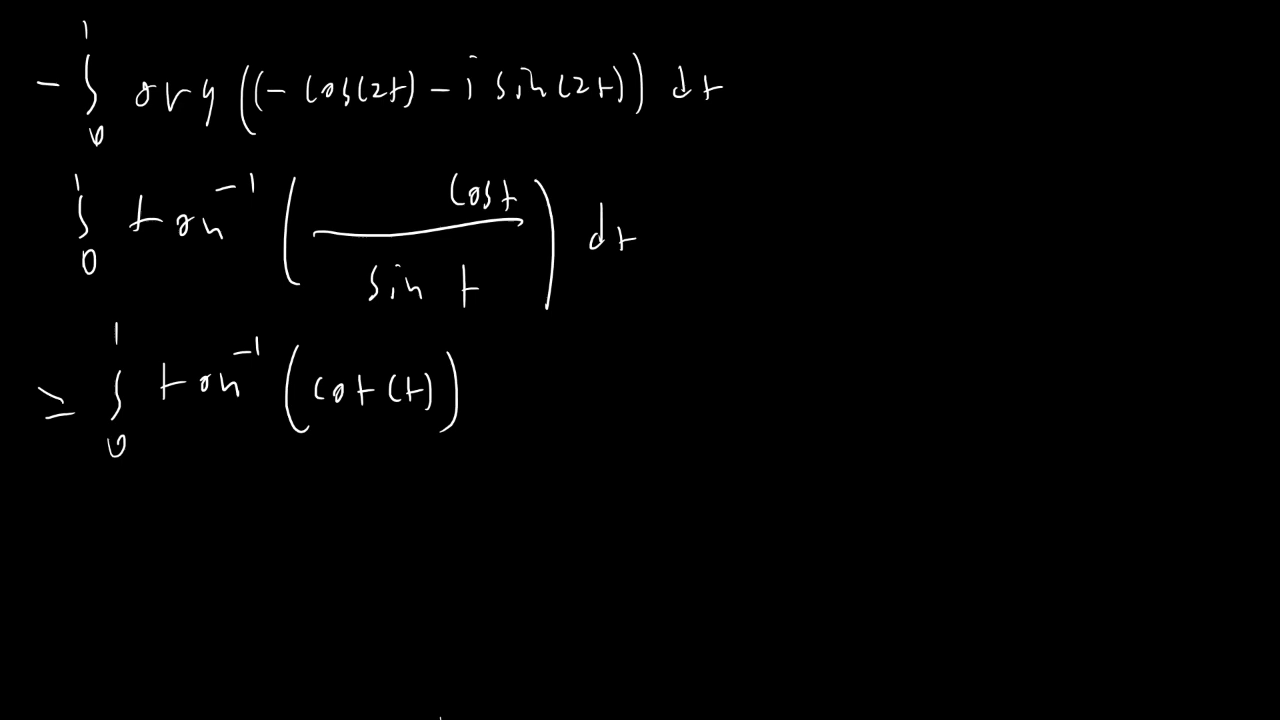 - ∫₀¹ arg((- cos(2t) - i sin(2t)) dt
∫₀¹ tan⁻¹ (cos t / sin t) dt
= ∫₀¹ tan⁻¹ (cot(t))